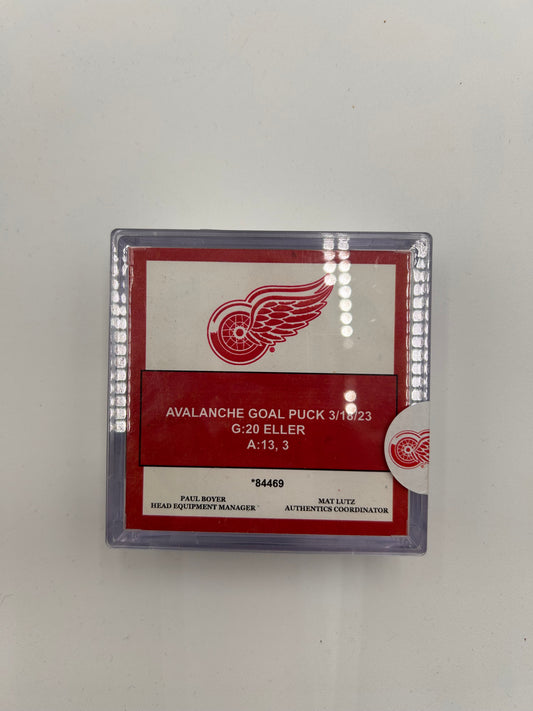 AVALANCHE GOAL PUCK 3/18/23
G:20 ELLER
A:13, 3
*84469
PAUL BOYER
HEAD EQUIPMENT MANAGER
MAT LUTZ
AUTHENTICS COORDINATOR